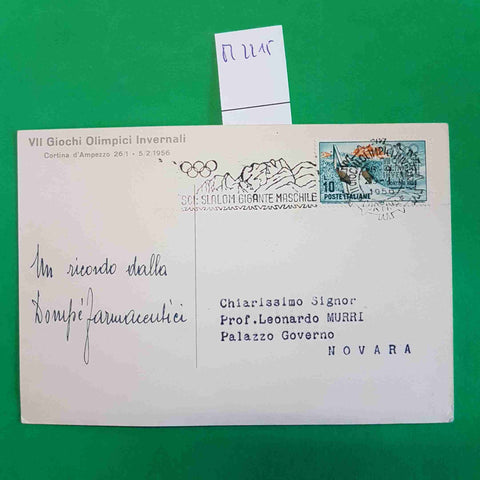 M 2215
VII Giochi Olimpici Invernali
Cortina d'Ampezzo 26/1 - 5/2/1956
SCI: SLALOM GIGANTE MASCHILE
10
POSTE ITALIANE
1956
Un ricordo dalla
Dompé farmaceutici
Chiarissimo Signor
Prof. Leonardo MURRI
Palazzo Governo
NOVARA